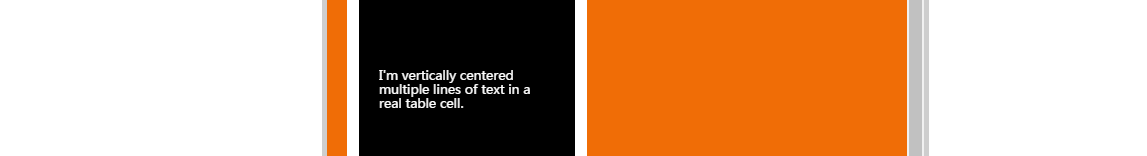 I'm vertically centered
multiple lines of text in a
real table cell.